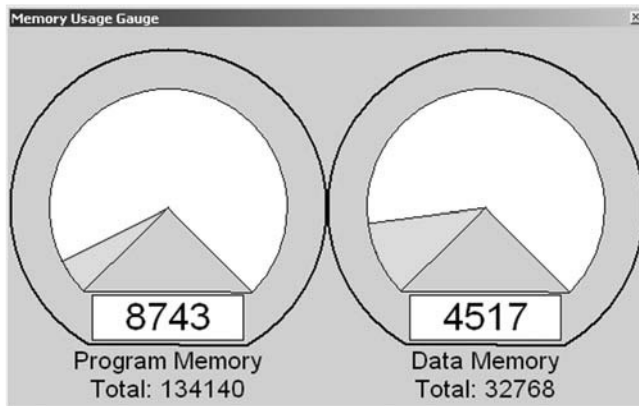 Memory Usage Gauge
8743
4517
Program Memory
Data Memory
Total: 134140
Total: 32768